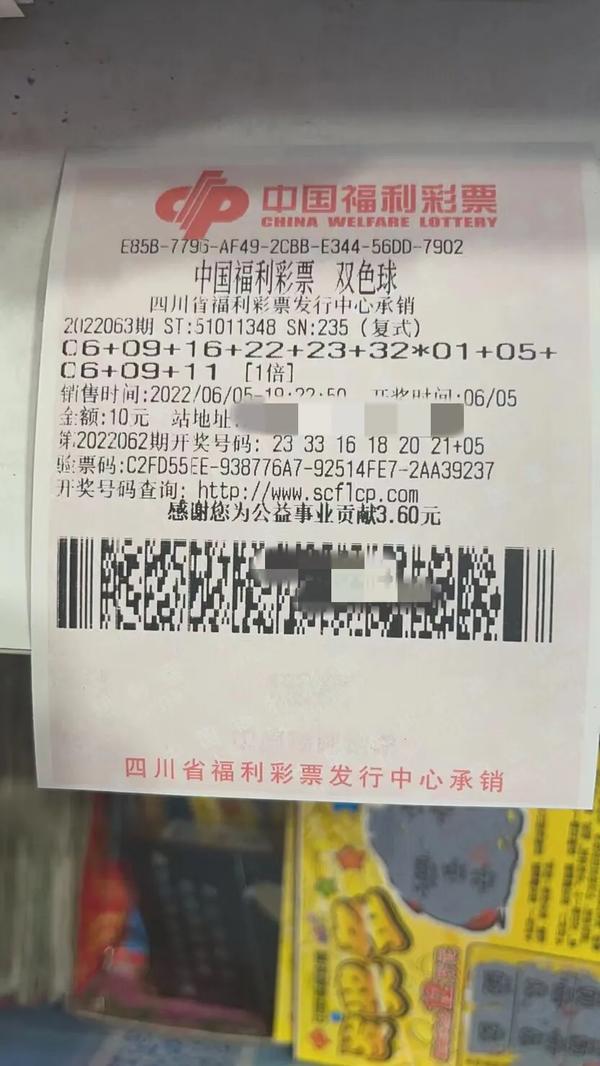 中国福利彩票
CHINA WELFARE LOTTERY
E85B-7796-AF49-2CBB-E344-56DD-7902
中国福利彩票 双色球
四川省福利彩票发行中心承销
2022063期 ST:51011348 SN:235 (复式)
06+09+16+22+23+32*01+05+
06+09+11 [1倍]
销售时间:2022/06/05-19:22:50 开奖时间:06/05
金额:10元 站地址:
第2022062期开奖号码: 23 33 16 18 20 21+05
验票码:C2FD55EE-938776A7-92514FE7-2AA39237
开奖号码查询: http://www.scflcp.com
感谢您为公益事业贡献3.60元
四川省福利彩票发行中心承销